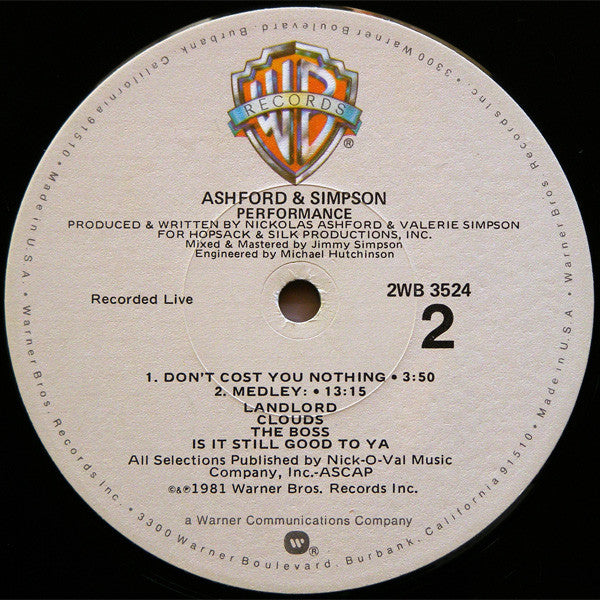 WB
RECORDS
®
ASHFORD & SIMPSON
PERFORMANCE
PRODUCED & WRITTEN BY NICKOLAS ASHFORD & VALERIE SIMPSON
FOR HOPSACK & SILK PRODUCTIONS, INC.
Mixed & Mastered by Jimmy Simpson
Engineered by Michael Hutchinson
Recorded Live
2WB 3524
2
1. DON'T COST YOU NOTHING • 3:50
2. MEDLEY: • 13:15
LANDLORD
CLOUDS
THE BOSS
IS IT STILL GOOD TO YA
All Selections Published by Nick-O-Val Music
Company, Inc.-ASCAP
©&℗1981 Warner Bros. Records Inc.
a Warner Communications Company
W®
Warner Bros. Records Inc. • 3300 Warner Boulevard, Burbank, California 91510 • Made in U.S.A. •
Warner Bros. Records Inc. • 3300 Warner Boulevard, Burbank, California 91510 • Made in U.S.A. •